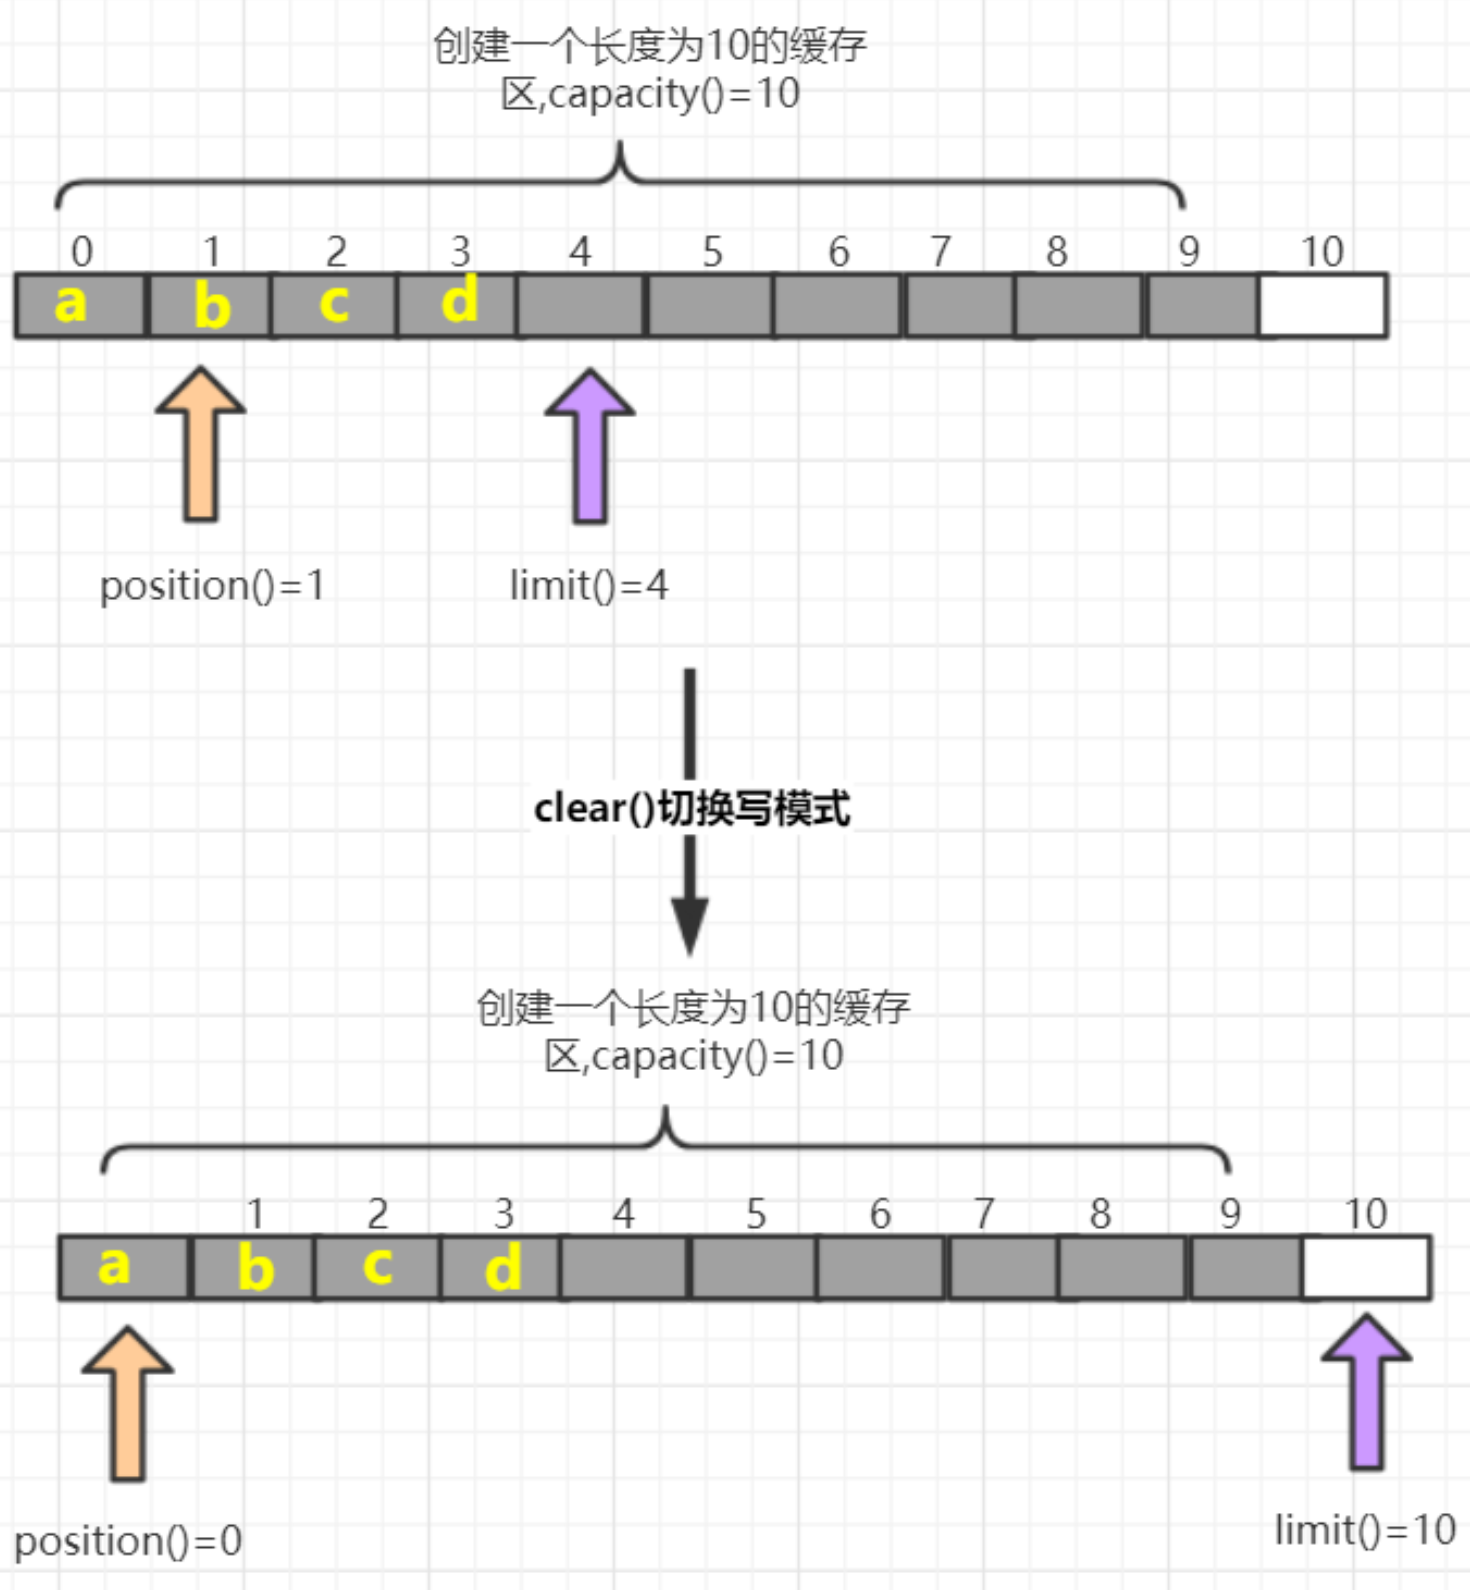 创建一个长度为10的缓存
区,capacity()=10
0 1 2 3 4 5 6 7 8 9 10
a b c d
position()=1 limit()=4
clear()切换写模式
创建一个长度为10的缓存
区,capacity()=10
1 2 3 4 5 6 7 8 9 10
a b c d
position()=0 limit()=10